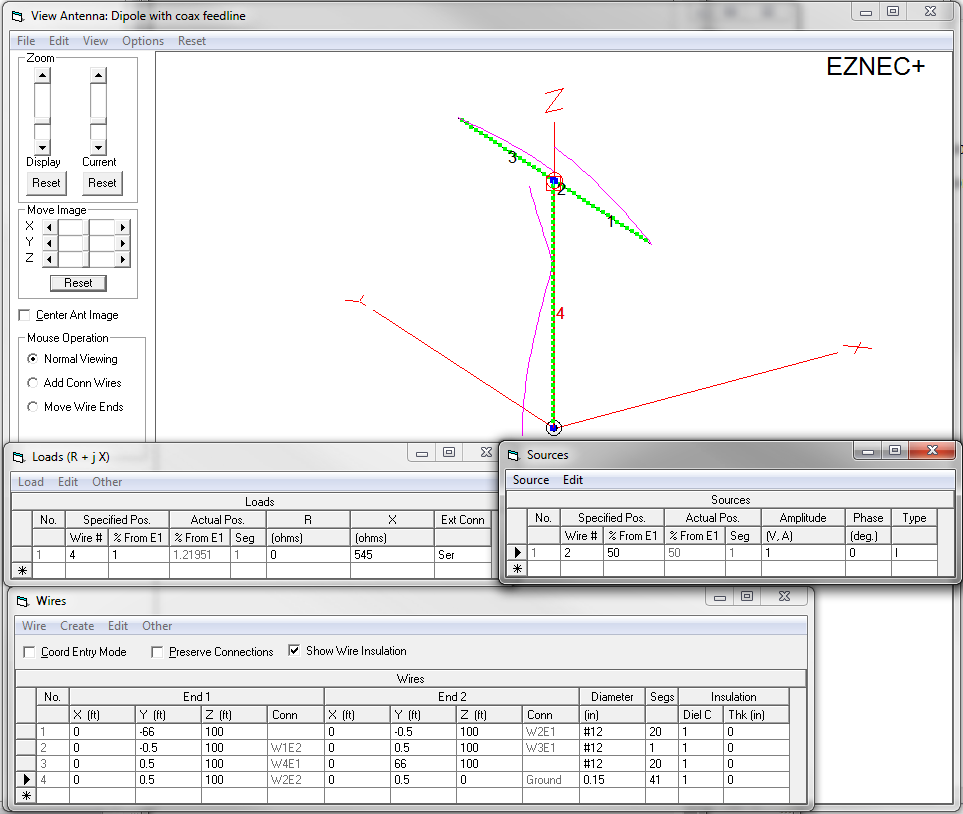 View Antenna: Dipole with coax feedline
File Edit View Options Reset
EZNEC+
Zoom
Display Current
Reset Reset
Move Image
X
Y
Z
Reset
Center Ant Image
Mouse Operation
Normal Viewing
Add Conn Wires
Move Wire Ends
Z
3
2
1
4
Y
X
Loads (R + j X)
Load Edit Other
Loads
No. Specified Pos. Actual Pos. R X Ext Conn
Wire # % From E1 % From E1 Seg (ohms) (ohms)
1 4 1 1.21951 1 0 545 Ser
*
Sources
Source Edit
Sources
No. Specified Pos. Actual Pos. Amplitude Phase Type
Wire # % From E1 % From E1 Seg (V, A) (deg.)
1 2 50 50 1 1 0 I
*
Wires
Wire Create Edit Other
Coord Entry Mode Preserve Connections Show Wire Insulation
Wires
No. End 1 End 2 Diameter Segs Insulation
X (ft) Y (ft) Z (ft) Conn X (ft) Y (ft) Z (ft) Conn (in) Diel C Thk (in)
1 0 -66 100 0 -0.5 100 W2E1 #12 20 1 0
2 0 -0.5 100 W1E2 0 0.5 100 W3E1 #12 1 1 0
3 0 0.5 100 W4E1 0 66 100 #12 20 1 0
4 0 0.5 100 W2E2 0 0.5 0 Ground 0.15 41 1 0
*